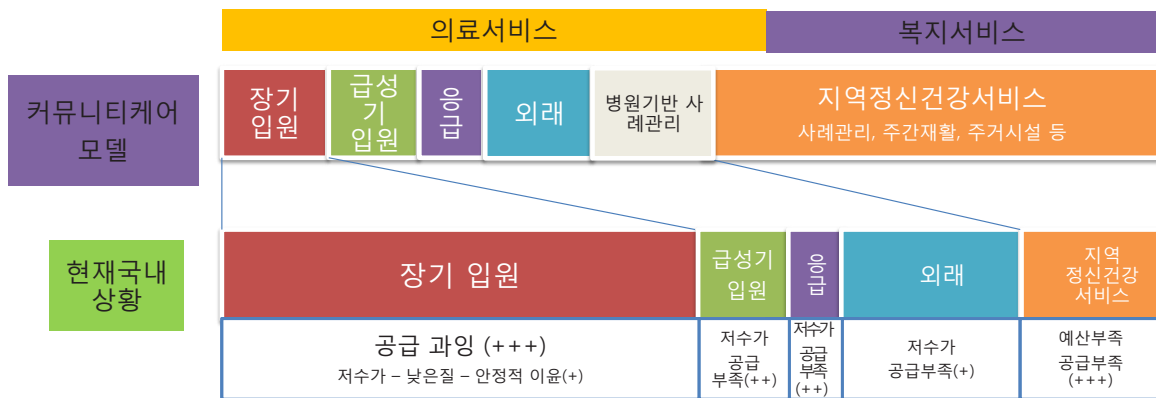 의료서비스
복지서비스
커뮤니티케어
모델
장기
입원
급성
기
입원
응
급
외래
병원기반 사
례관리
지역정신건강서비스
사례관리, 주간재활, 주거시설 등
현재국내
상황
장기 입원
급성기
입원
응
급
외래
지역
정신건강
서비스
공급 과잉 (+++)
저수가 – 낮은질 – 안정적 이윤(+)
저수가
공급
부족(++)
저수가
공급
부족
(++)
저수가
공급부족(+)
예산부족
공급부족
(+++)